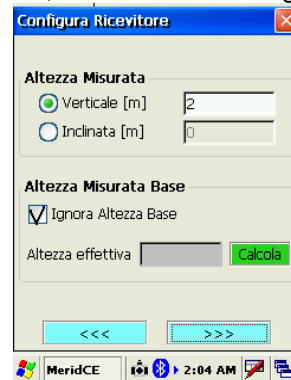 Configura Ricevitore
Altezza Misurata
Verticale [m] 2
Inclinata [m] 0
Altezza Misurata Base
Ignora Altezza Base
Altezza effettiva Calcola
<<< >>>
MeridCE 2:04 AM